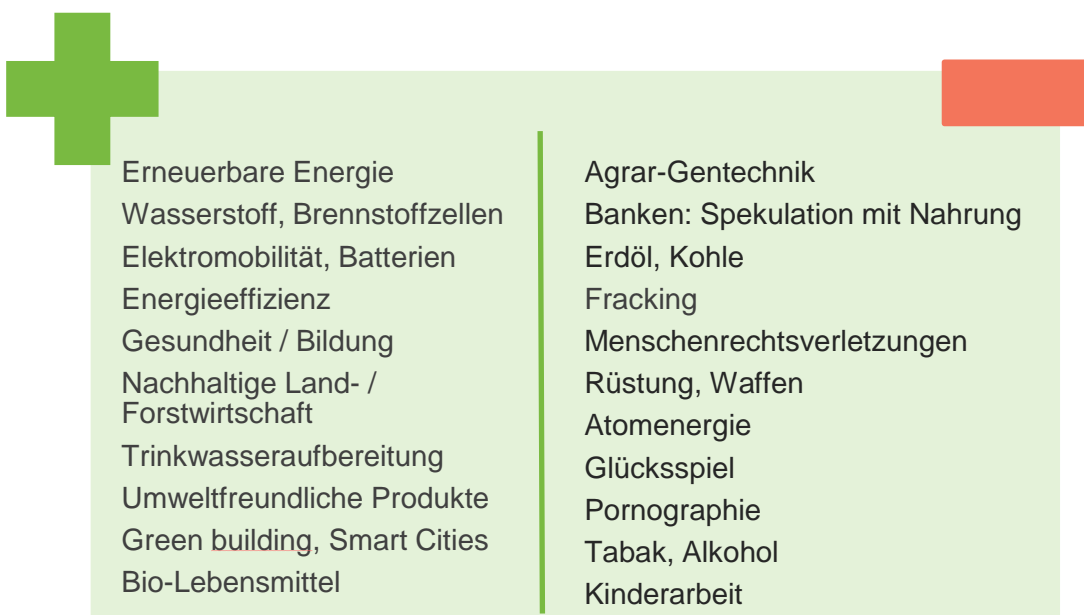 Erneuerbare Energie
Wasserstoff, Brennstoffzellen
Elektromobilität, Batterien
Energieeffizienz
Gesundheit / Bildung
Nachhaltige Land- /
Forstwirtschaft
Trinkwasseraufbereitung
Umweltfreundliche Produkte
Green building, Smart Cities
Bio-Lebensmittel
Agrar-Gentechnik
Banken: Spekulation mit Nahrung
Erdöl, Kohle
Fracking
Menschenrechtsverletzungen
Rüstung, Waffen
Atomenergie
Glücksspiel
Pornographie
Tabak, Alkohol
Kinderarbeit